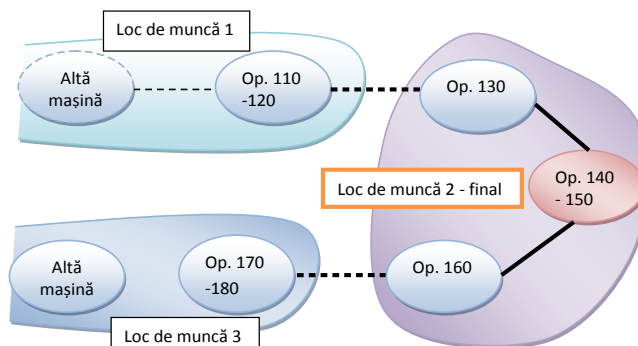 Loc de muncă 1
Altă
mașină
Op. 110
-120
Op. 130
Op. 140
- 150
Loc de muncă 2 - final
Altă
mașină
Op. 170
-180
Op. 160
Loc de muncă 3